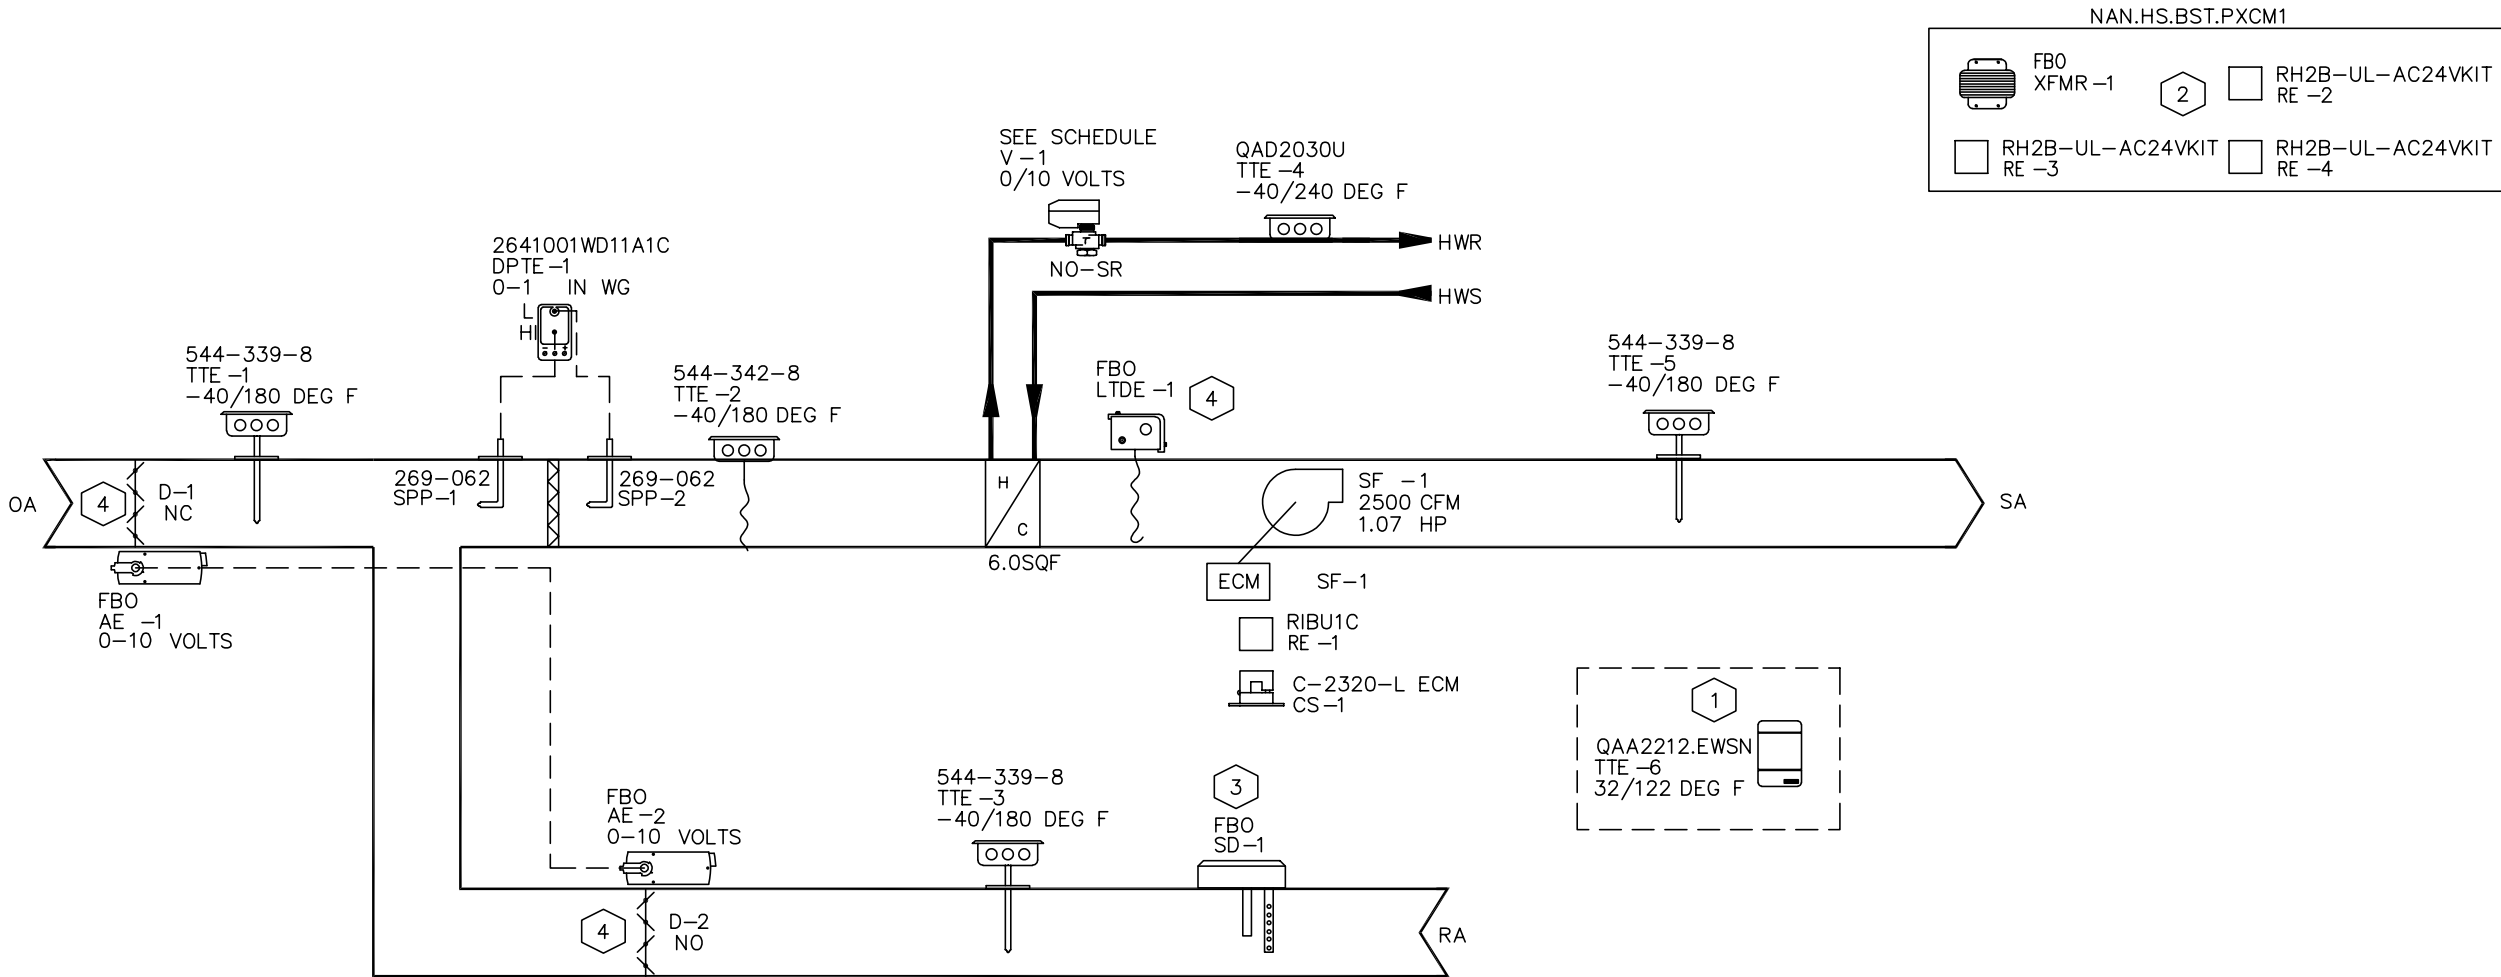 NAN.HS.BST.PXCM1
FBO
XFMR-1
2
RH2B-UL-AC24VKIT
RE-2
RH2B-UL-AC24VKIT
RE-3
RH2B-UL-AC24VKIT
RE-4
SEE SCHEDULE
V-1
0/10 VOLTS
NO-SR
QAD2030U
TTE-4
-40/240 DEG F
HWR
HWS
2641001WD11A1C
DPTE-1
0-1 IN WG
L
HI
544-339-8
TTE-1
-40/180 DEG F
544-342-8
TTE-2
-40/180 DEG F
FBO
LTDE-1
4
544-339-8
TTE-5
-40/180 DEG F
OA
4
D-1
NC
269-062
SPP-1
269-062
SPP-2
H
C
6.0SQF
SF -1
2500 CFM
1.07 HP
SA
FBO
AE -1
0-10 VOLTS
ECM
SF-1
RIBU1C
RE-1
C-2320-L ECM
CS-1
1
QAA2212.EWSN
TTE-6
32/122 DEG F
FBO
AE-2
0-10 VOLTS
544-339-8
TTE-3
-40/180 DEG F
3
FBO
SD-1
4
D-2
NO
RA